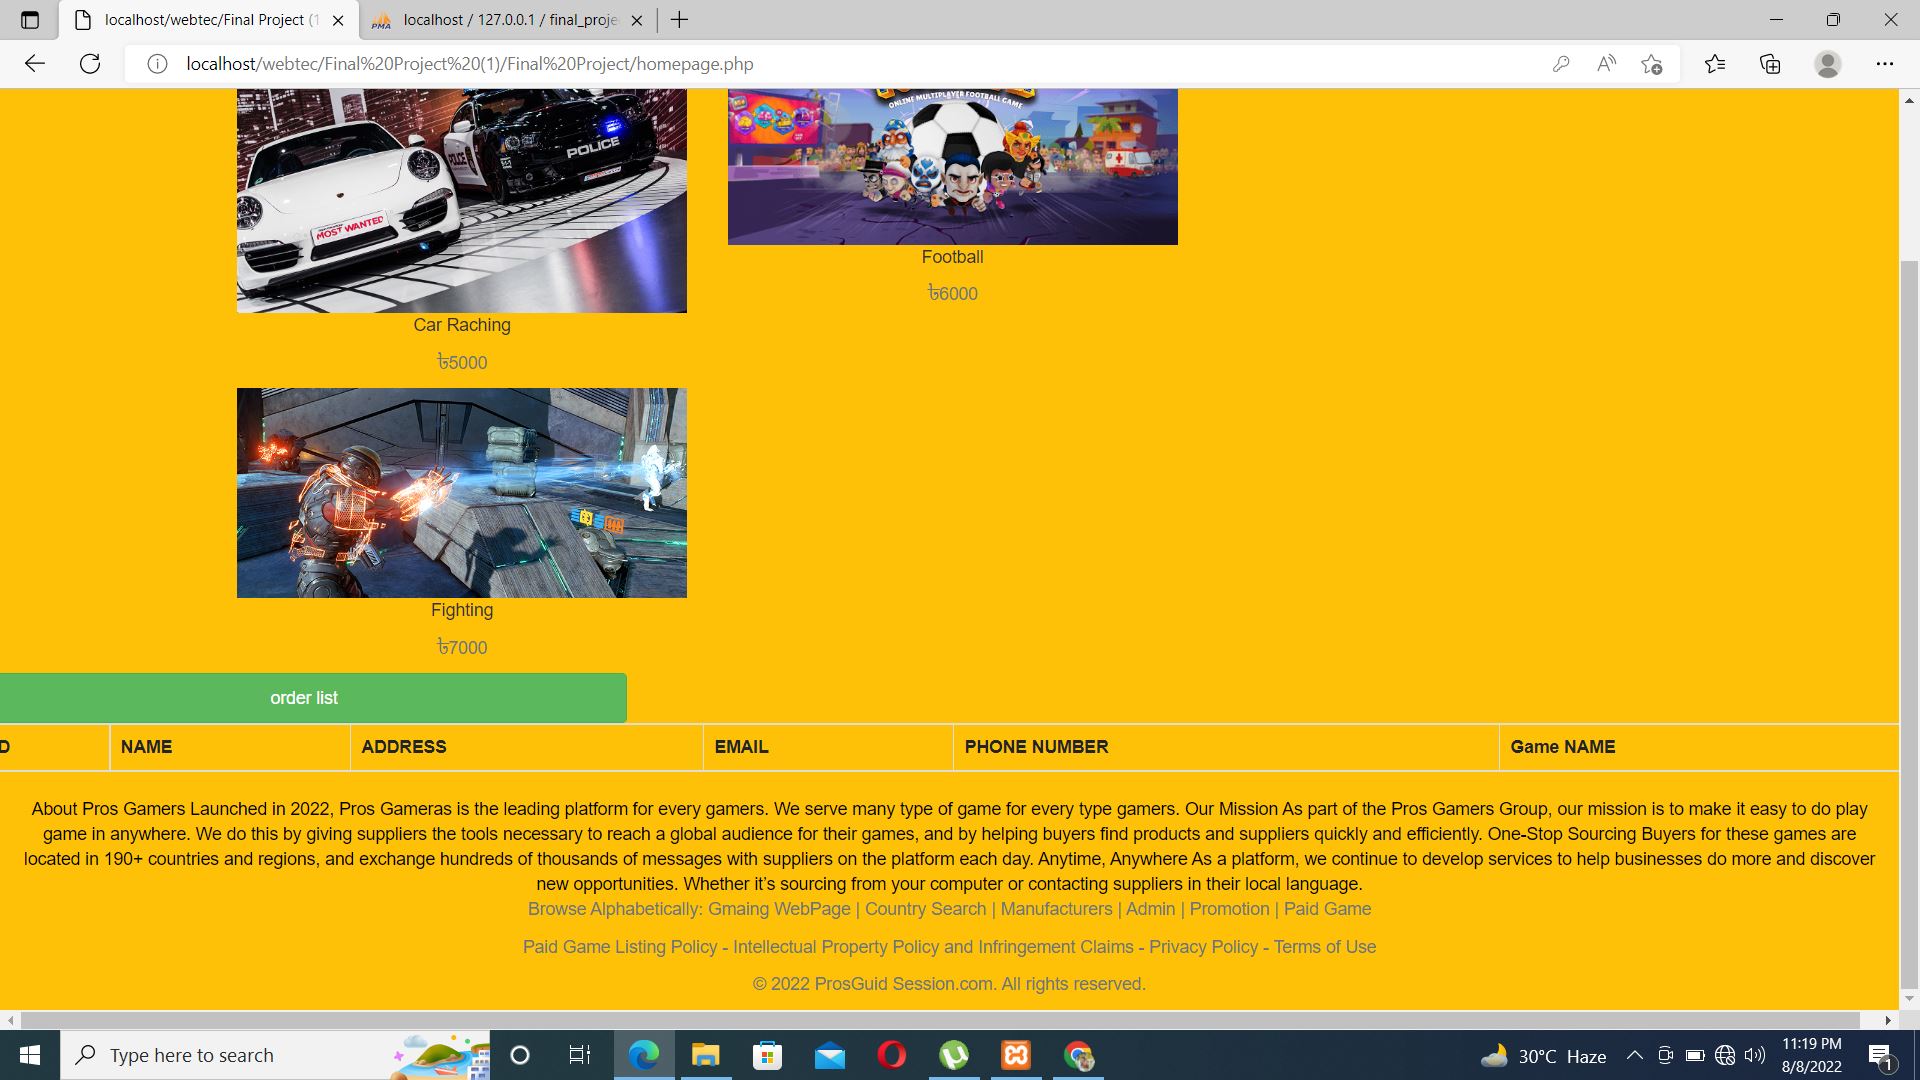 localhost/webtec/Final Project (1
localhost / 127.0.0.1 / final_proje
localhost/webtec/Final%20Project%20(1)/Final%20Project/homepage.php
ONLINE MULTIPLAYER FOOTBALL GAME
POLICE
POLICE
MOST WANTED
Football
৳6000
Car Raching
৳5000
Fighting
৳7000
order list
D NAME ADDRESS EMAIL PHONE NUMBER Game NAME
About Pros Gamers Launched in 2022, Pros Gameras is the leading platform for every gamers. We serve many type of game for every type gamers. Our Mission As part of the Pros Gamers Group, our mission is to make it easy to do play
game in anywhere. We do this by giving suppliers the tools necessary to reach a global audience for their games, and by helping buyers find products and suppliers quickly and efficiently. One-Stop Sourcing Buyers for these games are
located in 190+ countries and regions, and exchange hundreds of thousands of messages with suppliers on the platform each day. Anytime, Anywhere As a platform, we continue to develop services to help businesses do more and discover
new opportunities. Whether it’s sourcing from your computer or contacting suppliers in their local language.
Browse Alphabetically: Gmaing WebPage | Country Search | Manufacturers | Admin | Promotion | Paid Game
Paid Game Listing Policy - Intellectual Property Policy and Infringement Claims - Privacy Policy - Terms of Use
© 2022 ProsGuid Session.com. All rights reserved.
Type here to search
30°C Haze
11:19 PM
8/8/2022
1